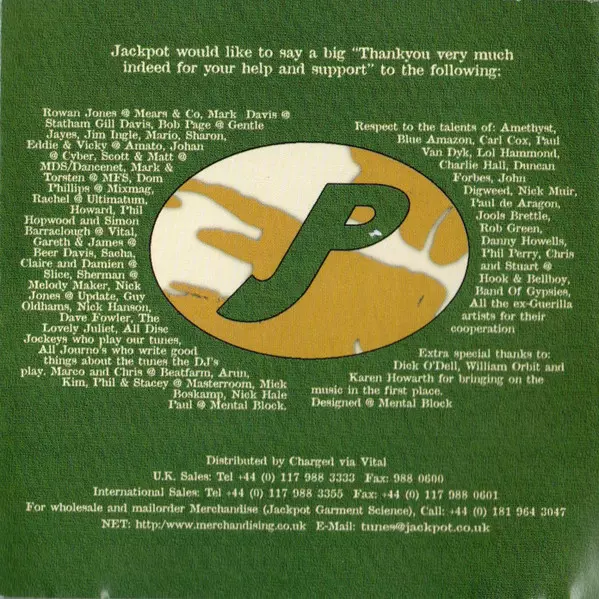 Jackpot would like to say a big "Thankyou very much
indeed for your help and support" to the following:
Rowan Jones @ Mears & Co, Mark Davis @
Statham Gill Davis, Bob Page @ Gentle
Jayes, Jim Ingle, Mario, Sharon,
Eddie & Vicky @ Amato, Johan
@ Cyber, Scott & Matt @
MDS/Dancenet, Mark &
Torsten @ MFS, Dom
Phillips @ Mixmag,
Rachel @ Ultimatum,
Howard, Phil
Hopwood and Simon
Barraclough @ Vital,
Gareth & James @
Beer Davis, Sacha,
Claire and Damien @
Slice, Sherman @
Melody Maker, Nick
Jones @ Update, Guy
Oldhams, Nick Hanson,
Dave Fowler, The
Lovely Juliet, All Disc
Jockeys who play our tunes,
All Journo's who write good
things about the tunes the DJ's
play. Marco and Chris @ Beatfarm, Arun,
Kim, Phil & Stacey @ Masterroom, Mick
Boskamp, Nick Hale
Paul @ Mental Block.
JP
Respect to the talents of: Amethyst,
Blue Amazon, Carl Cox, Paul
Van Dyk, Lol Hammond,
Charlie Hall, Duncan
Forbes, John
Digweed, Nick Muir,
Paul de Aragon,
Jools Brettle,
Rob Green,
Danny Howells,
Phil Perry, Chris
and Stuart @
Hook & Bellboy,
Band Of Gypsies,
All the ex-Guerilla
artists for their
cooperation
Extra special thanks to:
Dick O'Dell, William Orbit and
Karen Howarth for bringing on the
music in the first place.
Designed @ Mental Block
Distributed by Charged via Vital
U.K. Sales: Tel +44 (0) 117 988 3333 Fax: 988 0600
International Sales: Tel +44 (0) 117 988 3355 Fax: +44 (0) 117 988 0601
For wholesale and mailorder Merchandise (Jackpot Garment Science), Call: +44 (0) 181 964 3047
NET: http:/www.merchandising.co.uk E-Mail: tunes@jackpot.co.uk